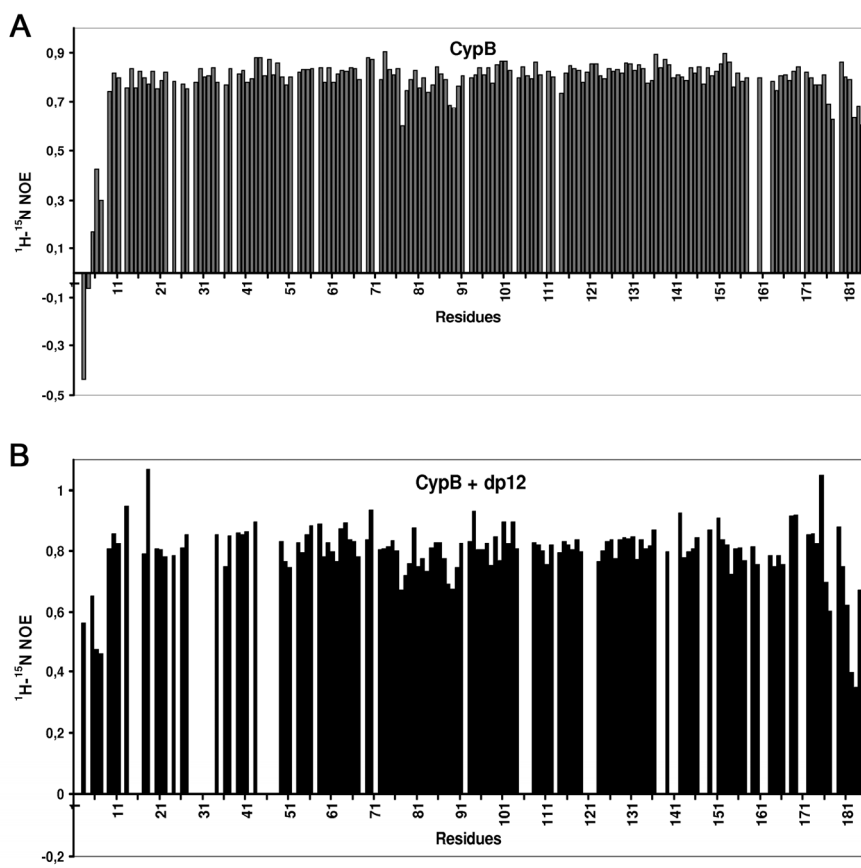 A
CypB
0,9
0,7
0,5
0,3
0,1
-0,1
-0,3
-0,5
¹H-¹⁵N NOE
1 11 21 31 41 51 61 71 81 91 101 111 121 131 141 151 161 171 181
Residues
B
CypB + dp12
1
0,8
0,6
0,4
0,2
0
-0,2
¹H-¹⁵N NOE
1 11 21 31 41 51 61 71 81 91 101 111 121 131 141 151 161 171 181
Residues